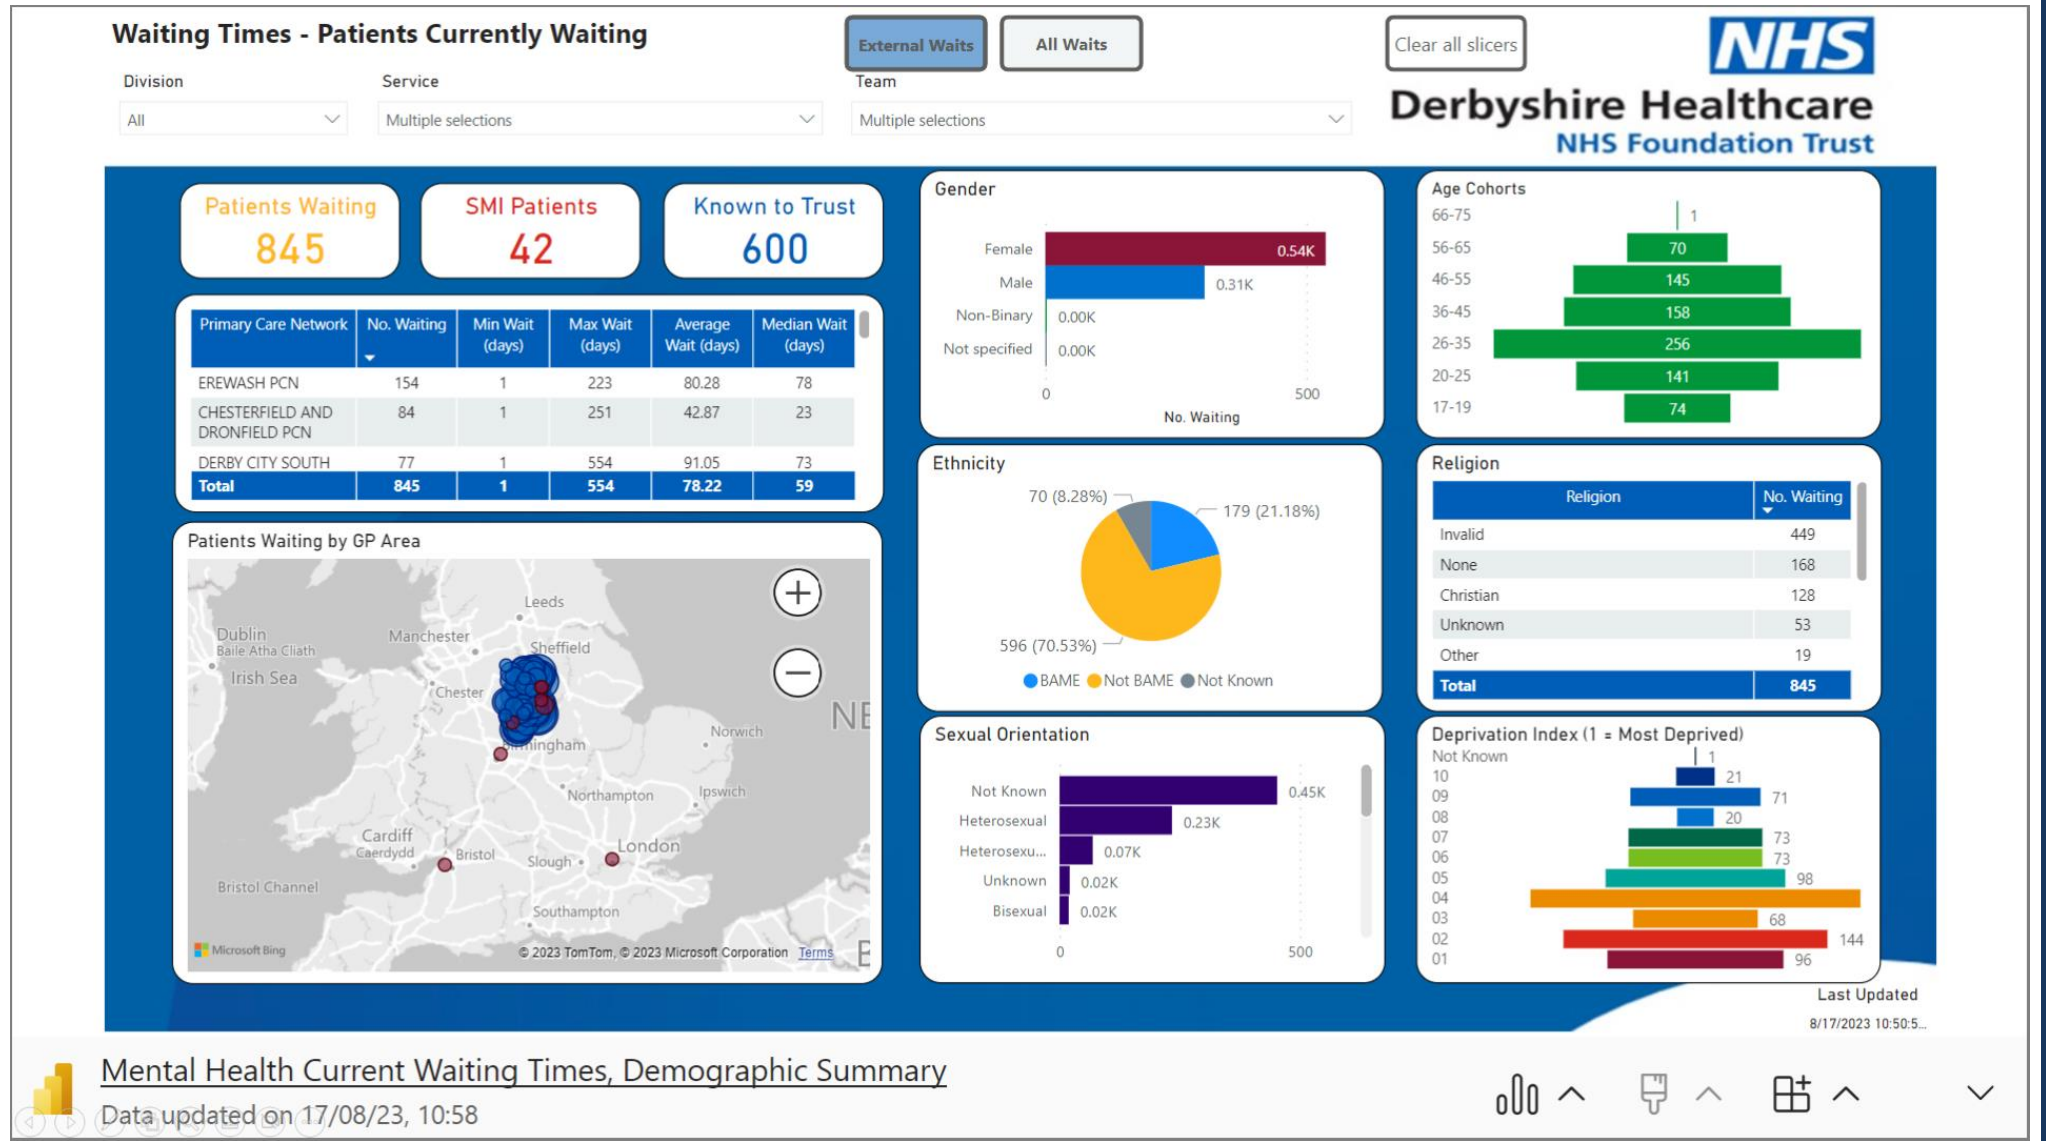 Waiting Times - Patients Currently Waiting
External Waits
All Waits
Clear all slicers
NHS
Derbyshire Healthcare
NHS Foundation Trust
Division
Service
Team
All
Multiple selections
Multiple selections
Patients Waiting
845
SMI Patients
42
Known to Trust
600
Primary Care Network No. Waiting Min Wait (days) Max Wait (days) Average Wait (days) Median Wait (days)
EREWASH PCN 154 1 223 80.28 78
CHESTERFIELD AND DRONFIELD PCN 84 1 251 42.87 23
DERBY CITY SOUTH 77 1 554 91.05 73
Total 845 1 554 78.22 59
Patients Waiting by GP Area
Leeds
Dublin
Baile Atha Cliath
Manchester
Sheffield
Irish Sea
Chester
Norwich
NE
Northampton
Ipswich
Cardiff
Caerdydd
Bristol
Slough
London
Bristol Channel
Southampton
Microsoft Bing
© 2023 TomTom, © 2023 Microsoft Corporation Terms
Gender
Female 0.54K
Male 0.31K
Non-Binary 0.00K
Not specified 0.00K
0 500
No. Waiting
Ethnicity
70 (8.28%)
179 (21.18%)
596 (70.53%)
BAME Not BAME Not Known
Sexual Orientation
Not Known 0.45K
Heterosexual 0.23K
Heterosexu... 0.07K
Unknown 0.02K
Bisexual 0.02K
0 500
Age Cohorts
66-75 1
56-65 70
46-55 145
36-45 158
26-35 256
20-25 141
17-19 74
Religion
Religion No. Waiting
Invalid 449
None 168
Christian 128
Unknown 53
Other 19
Total 845
Deprivation Index (1 = Most Deprived)
Not Known 1
10 21
09 71
08 20
07 73
06 73
05 98
04
03 68
02 144
01 96
Last Updated
8/17/2023 10:50:5...
Mental Health Current Waiting Times, Demographic Summary
Data updated on 17/08/23, 10:58